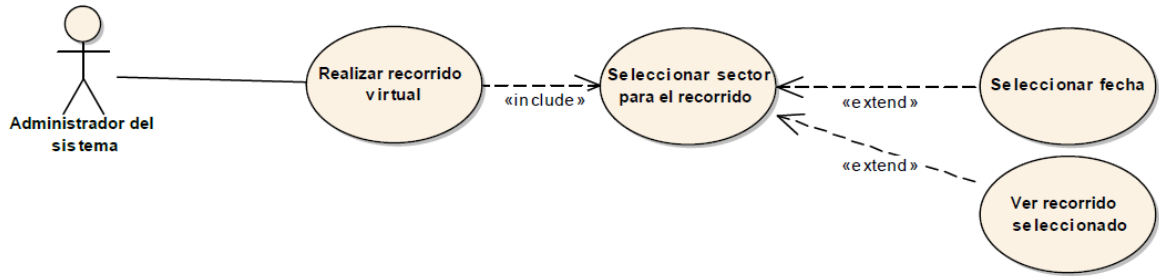 Administrador del
sistema
Realizar recorrido
virtual
«include»
Seleccionar sector
para el recorrido
«extend»
Seleccionar fecha
«extend»
Ver recorrido
seleccionado